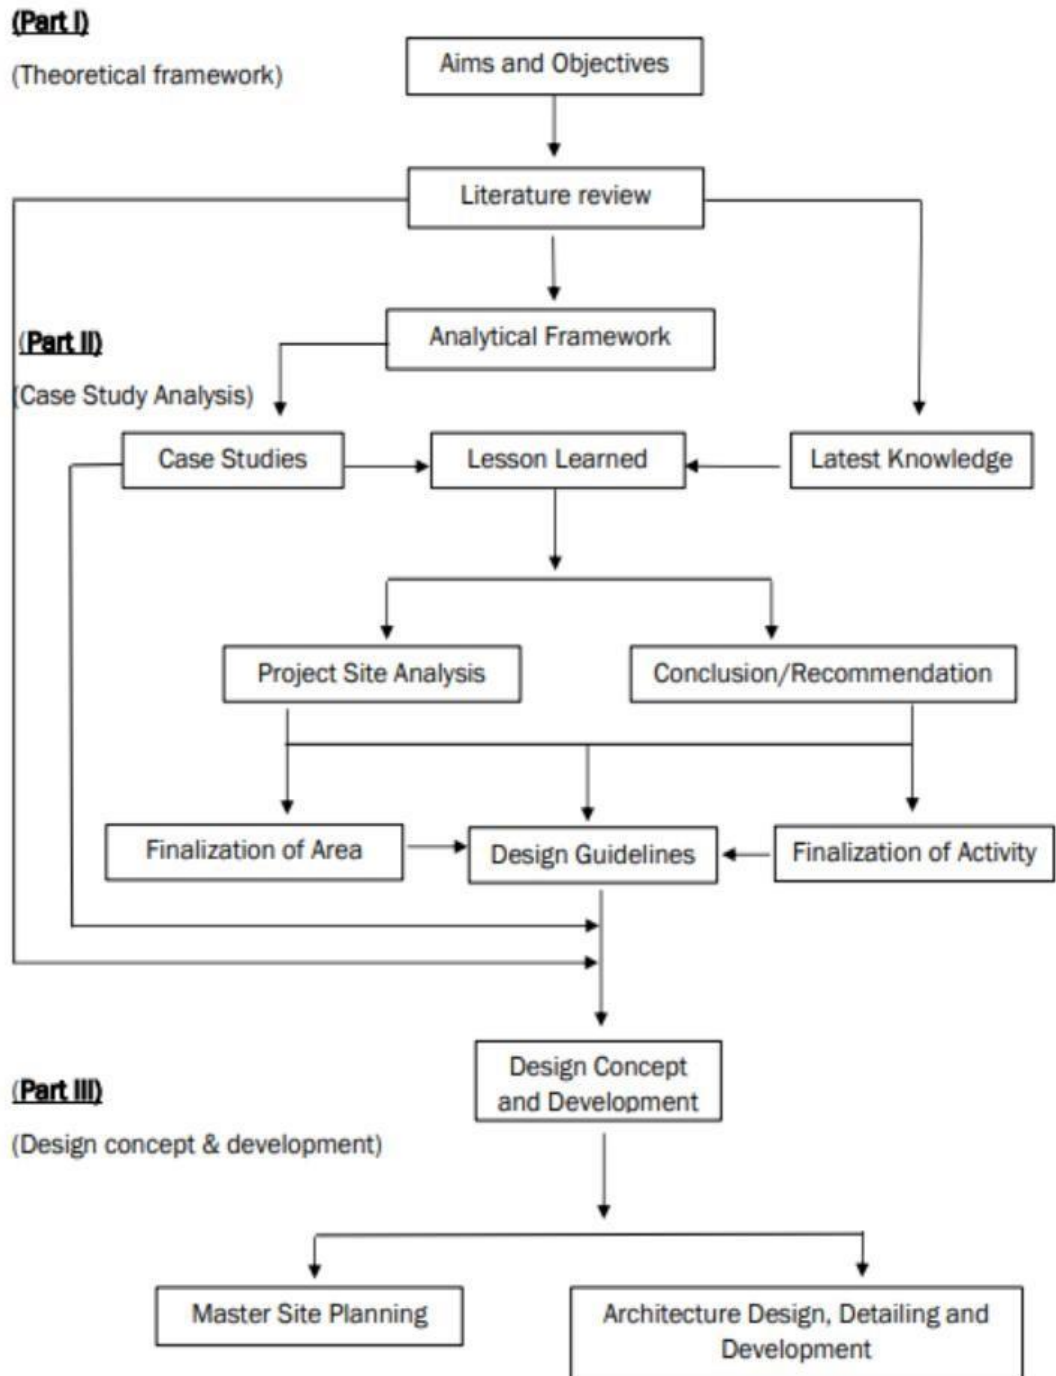 (Part I)
(Theoretical framework)
Aims and Objectives
Literature review
Analytical Framework
(Part II)
(Case Study Analysis)
Case Studies
Lesson Learned
Latest Knowledge
Project Site Analysis
Conclusion/Recommendation
Finalization of Area
Design Guidelines
Finalization of Activity
Design Concept
and Development
(Part III)
(Design concept & development)
Master Site Planning
Architecture Design, Detailing and
Development